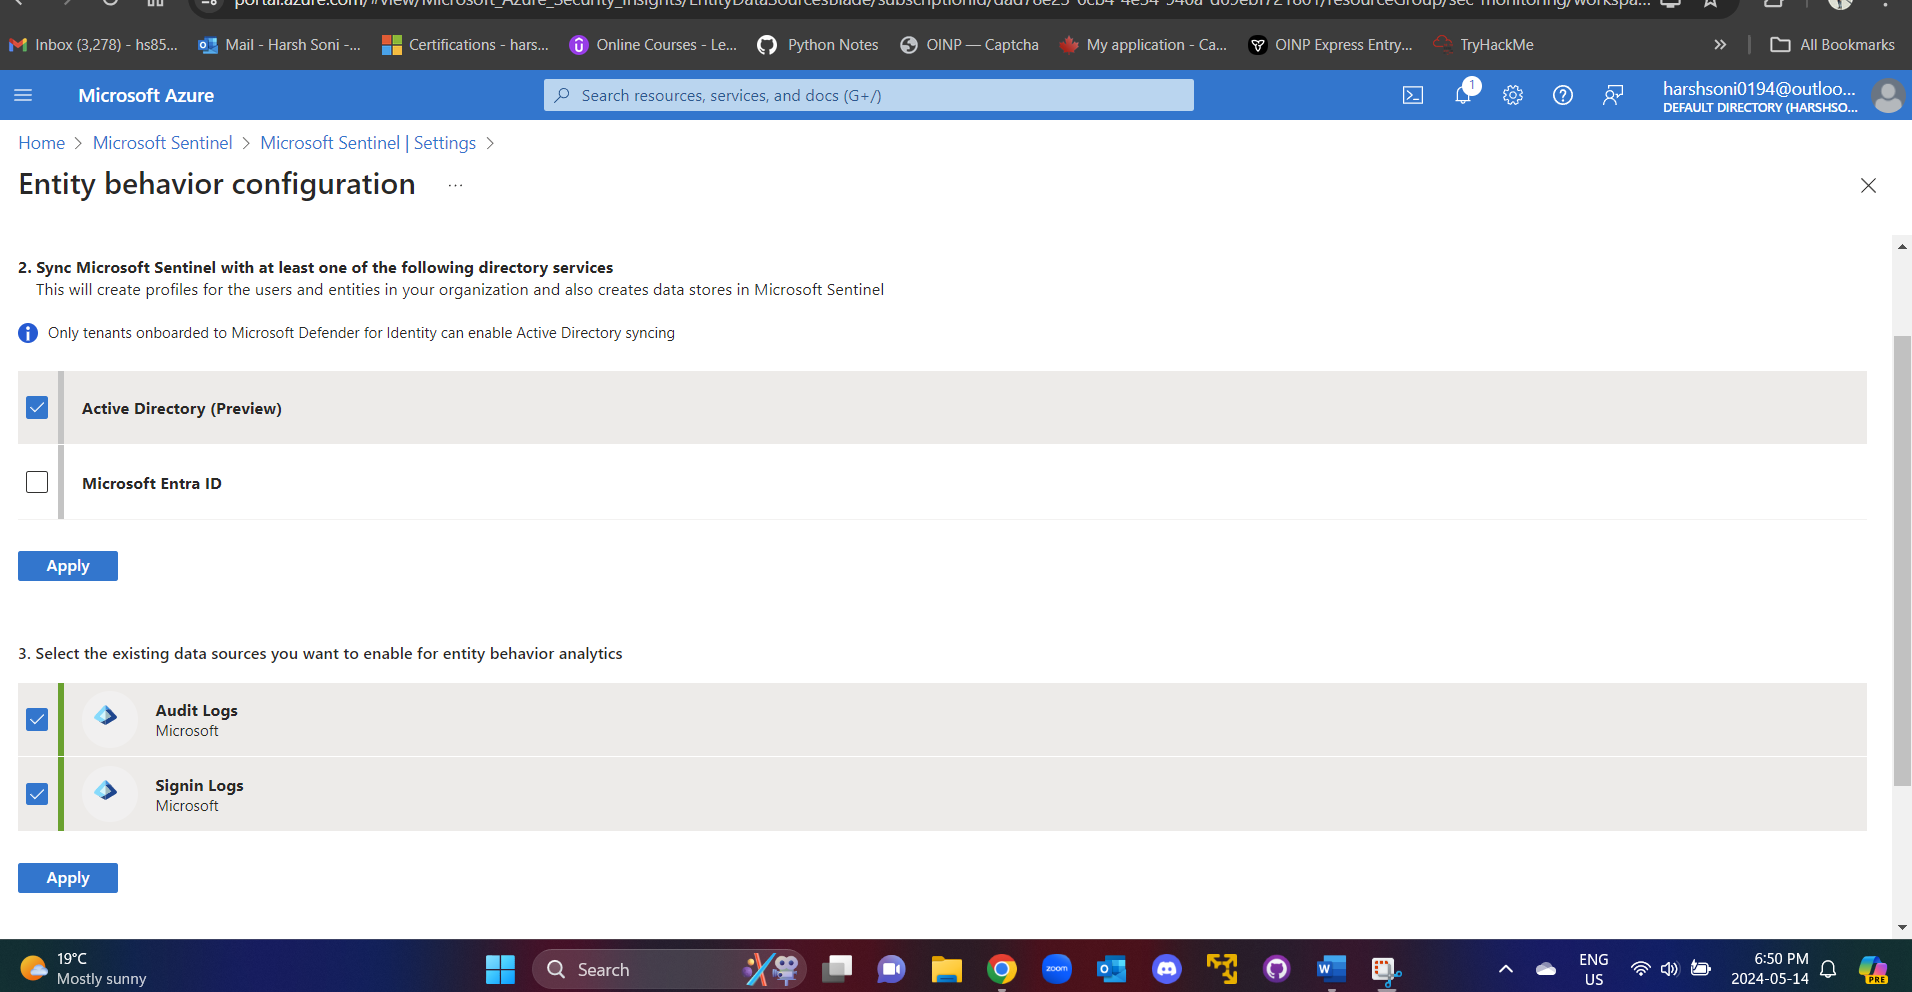 Inbox (3,278) - hs85...
Mail - Harsh Soni -...
Certifications - hars...
Online Courses - Le...
Python Notes
OINP — Captcha
My application - Ca...
OINP Express Entry...
TryHackMe
»
All Bookmarks
Microsoft Azure
Search resources, services, and docs (G+/)
1
harshsoni0194@outloo...
DEFAULT DIRECTORY (HARSHSO...
Home > Microsoft Sentinel > Microsoft Sentinel | Settings >
Entity behavior configuration ...
2. Sync Microsoft Sentinel with at least one of the following directory services
This will create profiles for the users and entities in your organization and also creates data stores in Microsoft Sentinel
Only tenants onboarded to Microsoft Defender for Identity can enable Active Directory syncing
Active Directory (Preview)
Microsoft Entra ID
Apply
3. Select the existing data sources you want to enable for entity behavior analytics
Audit Logs
Microsoft
Signin Logs
Microsoft
Apply
19°C
Mostly sunny
Search
zoom
ENG
US
6:50 PM
2024-05-14
PRE